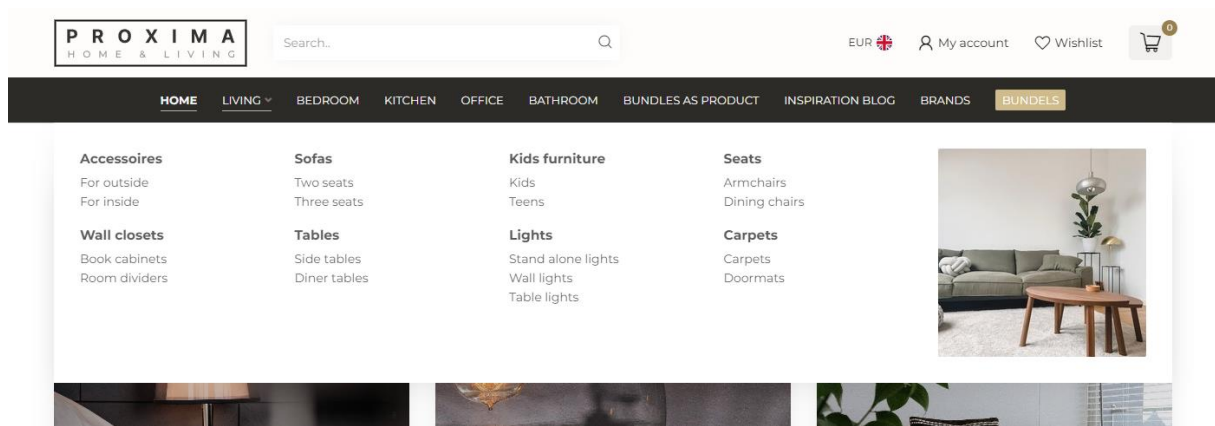 PROXIMA
HOME & LIVING
Search..
EUR
My account
Wishlist
0
HOME LIVING BEDROOM KITCHEN OFFICE BATHROOM BUNDLES AS PRODUCT INSPIRATION BLOG BRANDS BUNDELS
Accessoires
For outside
For inside
Sofas
Two seats
Three seats
Kids furniture
Kids
Teens
Seats
Armchairs
Dining chairs
Wall closets
Book cabinets
Room dividers
Tables
Side tables
Diner tables
Lights
Stand alone lights
Wall lights
Table lights
Carpets
Carpets
Doormats